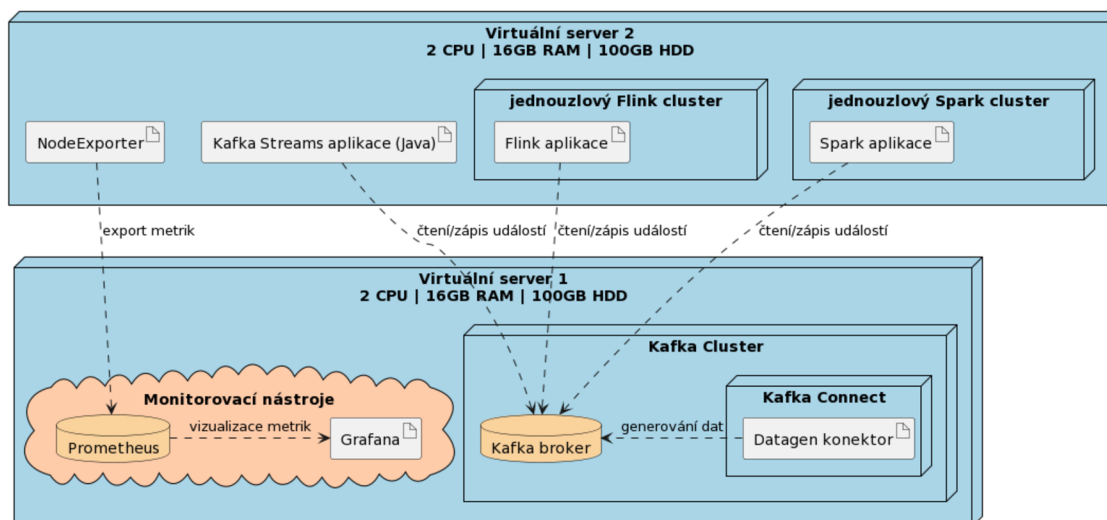 Virtuální server 2
2 CPU | 16GB RAM | 100GB HDD
jednouzlový Flink cluster
jednouzlový Spark cluster
NodeExporter
Kafka Streams aplikace (Java)
Flink aplikace
Spark aplikace
export metrik
čtení/zápis událostí
čtení/zápis událostí
čtení/zápis událostí
Virtuální server 1
2 CPU | 16GB RAM | 100GB HDD
Kafka Cluster
Monitorovací nástroje
Kafka Connect
Prometheus
vizualizace metrik
Grafana
Kafka broker
generování dat
Datagen konektor